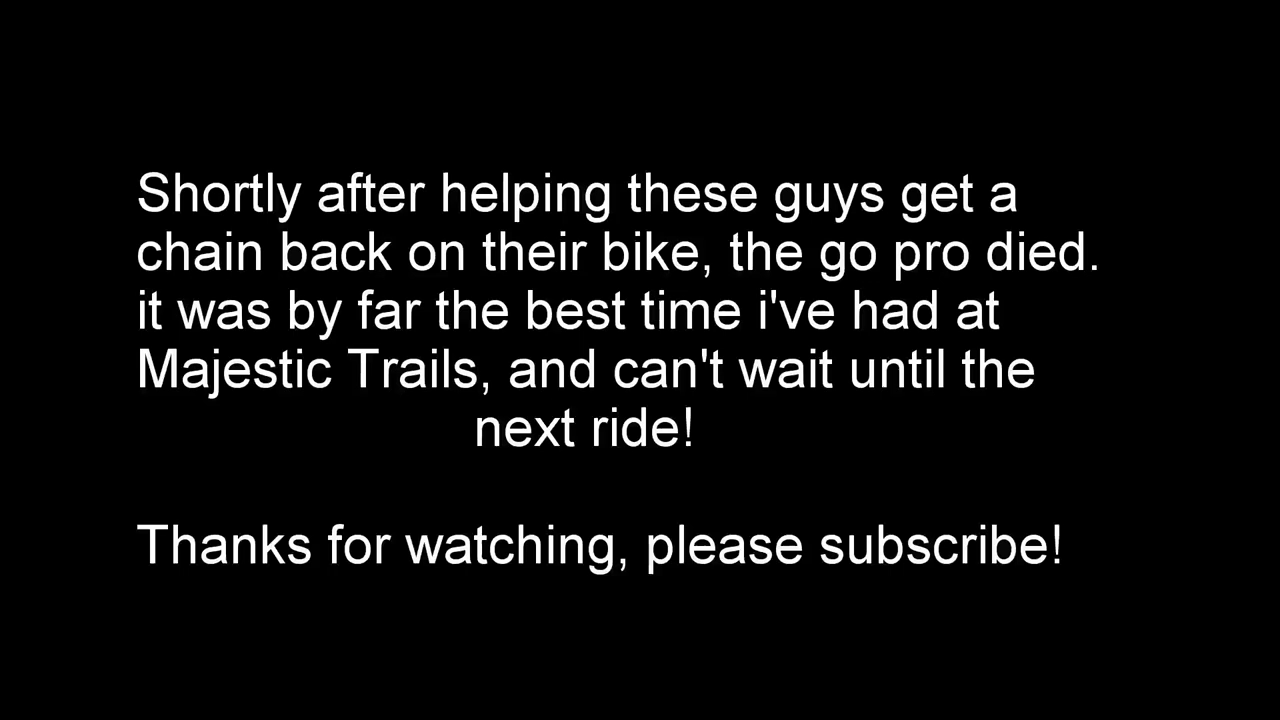 Shortly after helping these guys get a
chain back on their bike, the go pro died.
it was by far the best time i've had at
Majestic Trails, and can't wait until the
next ride!
Thanks for watching, please subscribe!